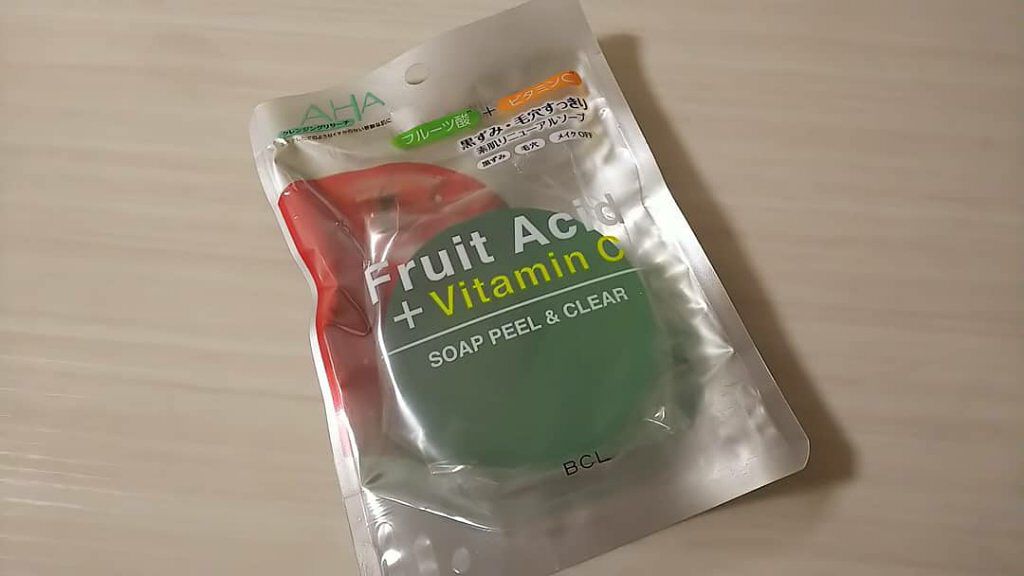 AHA
クレンジングリサーチ
フルーツ酸 + ビタミンC
黒ずみ・毛穴すっきり
素肌リニューアルソープ
黒ずみ 毛穴 メイクOFF
Fruit Acid
+ Vitamin C
SOAP PEEL & CLEAR
BCL